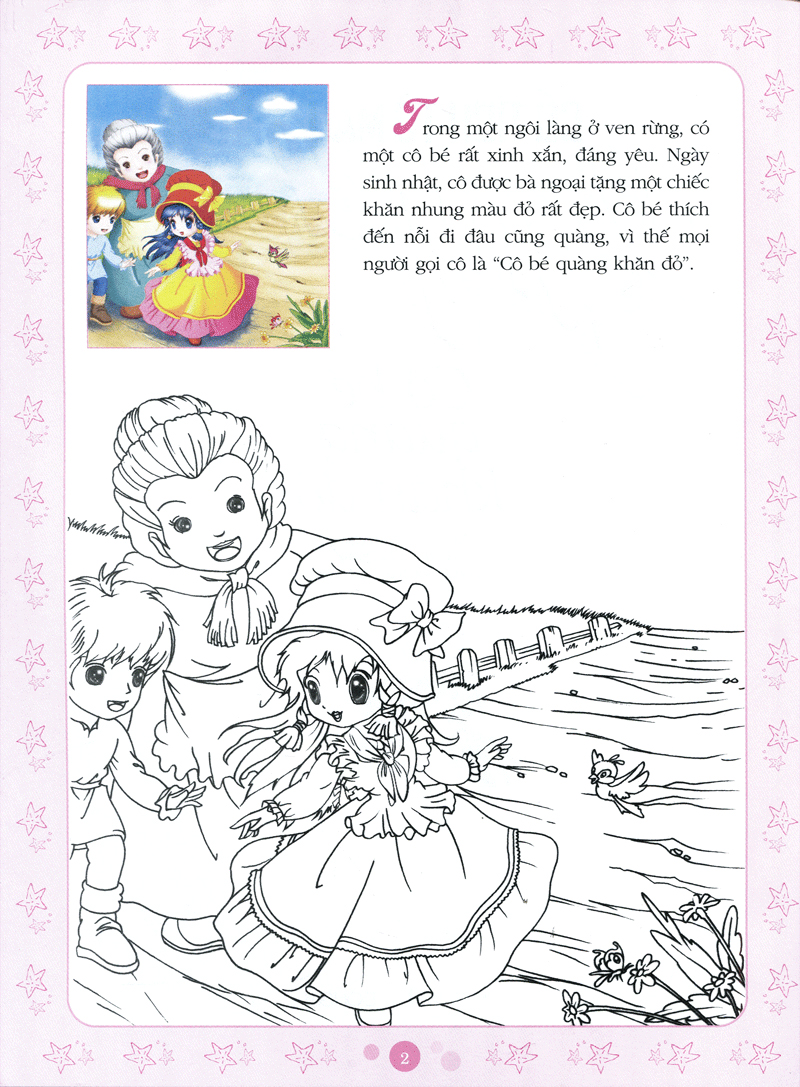 Trong một ngôi làng ở ven rừng, có
một cô bé rất xinh xắn, đáng yêu. Ngày
sinh nhật, cô được bà ngoại tặng một chiếc
khăn nhung màu đỏ rất đẹp. Cô bé thích
đến nỗi đi đâu cũng quàng, vì thế mọi
người gọi cô là “Cô bé quàng khăn đỏ”.
2